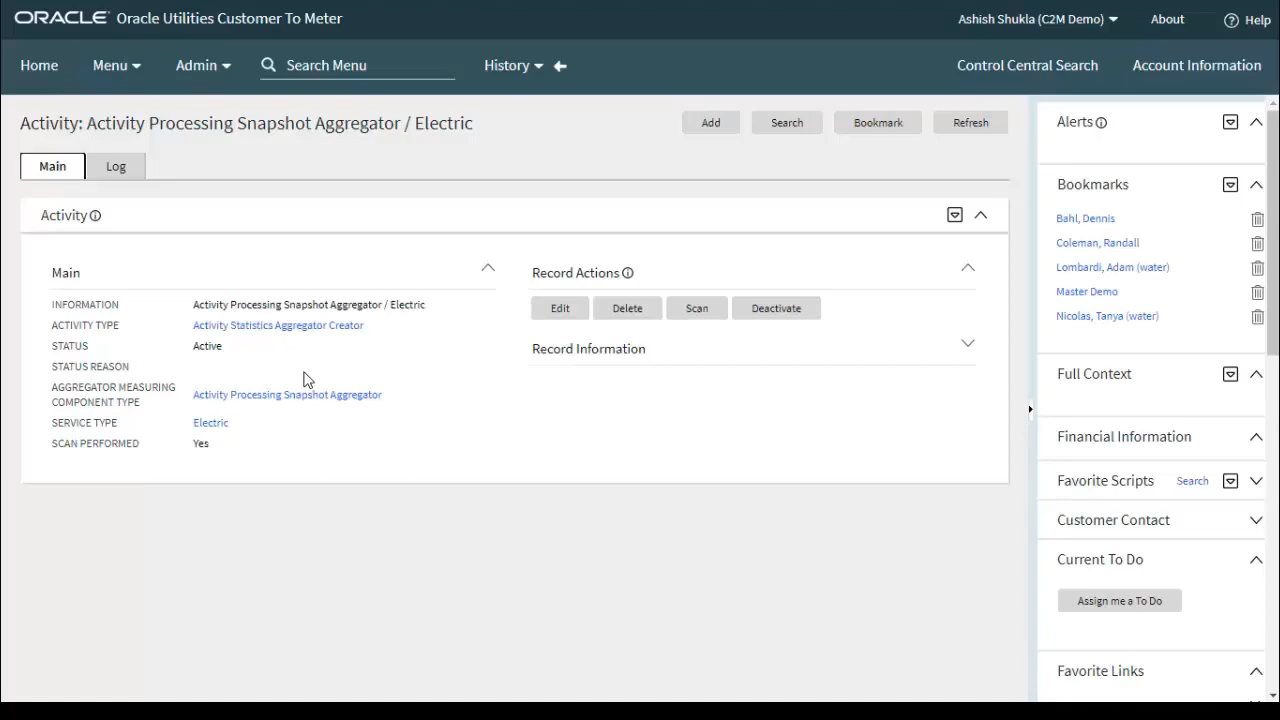 ORACLE® Oracle Utilities Customer To Meter
Ashish Shukla (C2M Demo) About Help
Home Menu Admin Search Menu History Control Central Search Account Information
Activity: Activity Processing Snapshot Aggregator / Electric
Add Search Bookmark Refresh
Main Log
Activity
Main
INFORMATION Activity Processing Snapshot Aggregator / Electric
ACTIVITY TYPE Activity Statistics Aggregator Creator
STATUS Active
STATUS REASON
AGGREGATOR MEASURING
COMPONENT TYPE Activity Processing Snapshot Aggregator
SERVICE TYPE Electric
SCAN PERFORMED Yes
Record Actions
Edit Delete Scan Deactivate
Record Information
Alerts
Bookmarks
Bahl, Dennis
Coleman, Randall
Lombardi, Adam (water)
Master Demo
Nicolas, Tanya (water)
Full Context
Financial Information
Favorite Scripts Search
Customer Contact
Current To Do
Assign me a To Do
Favorite Links